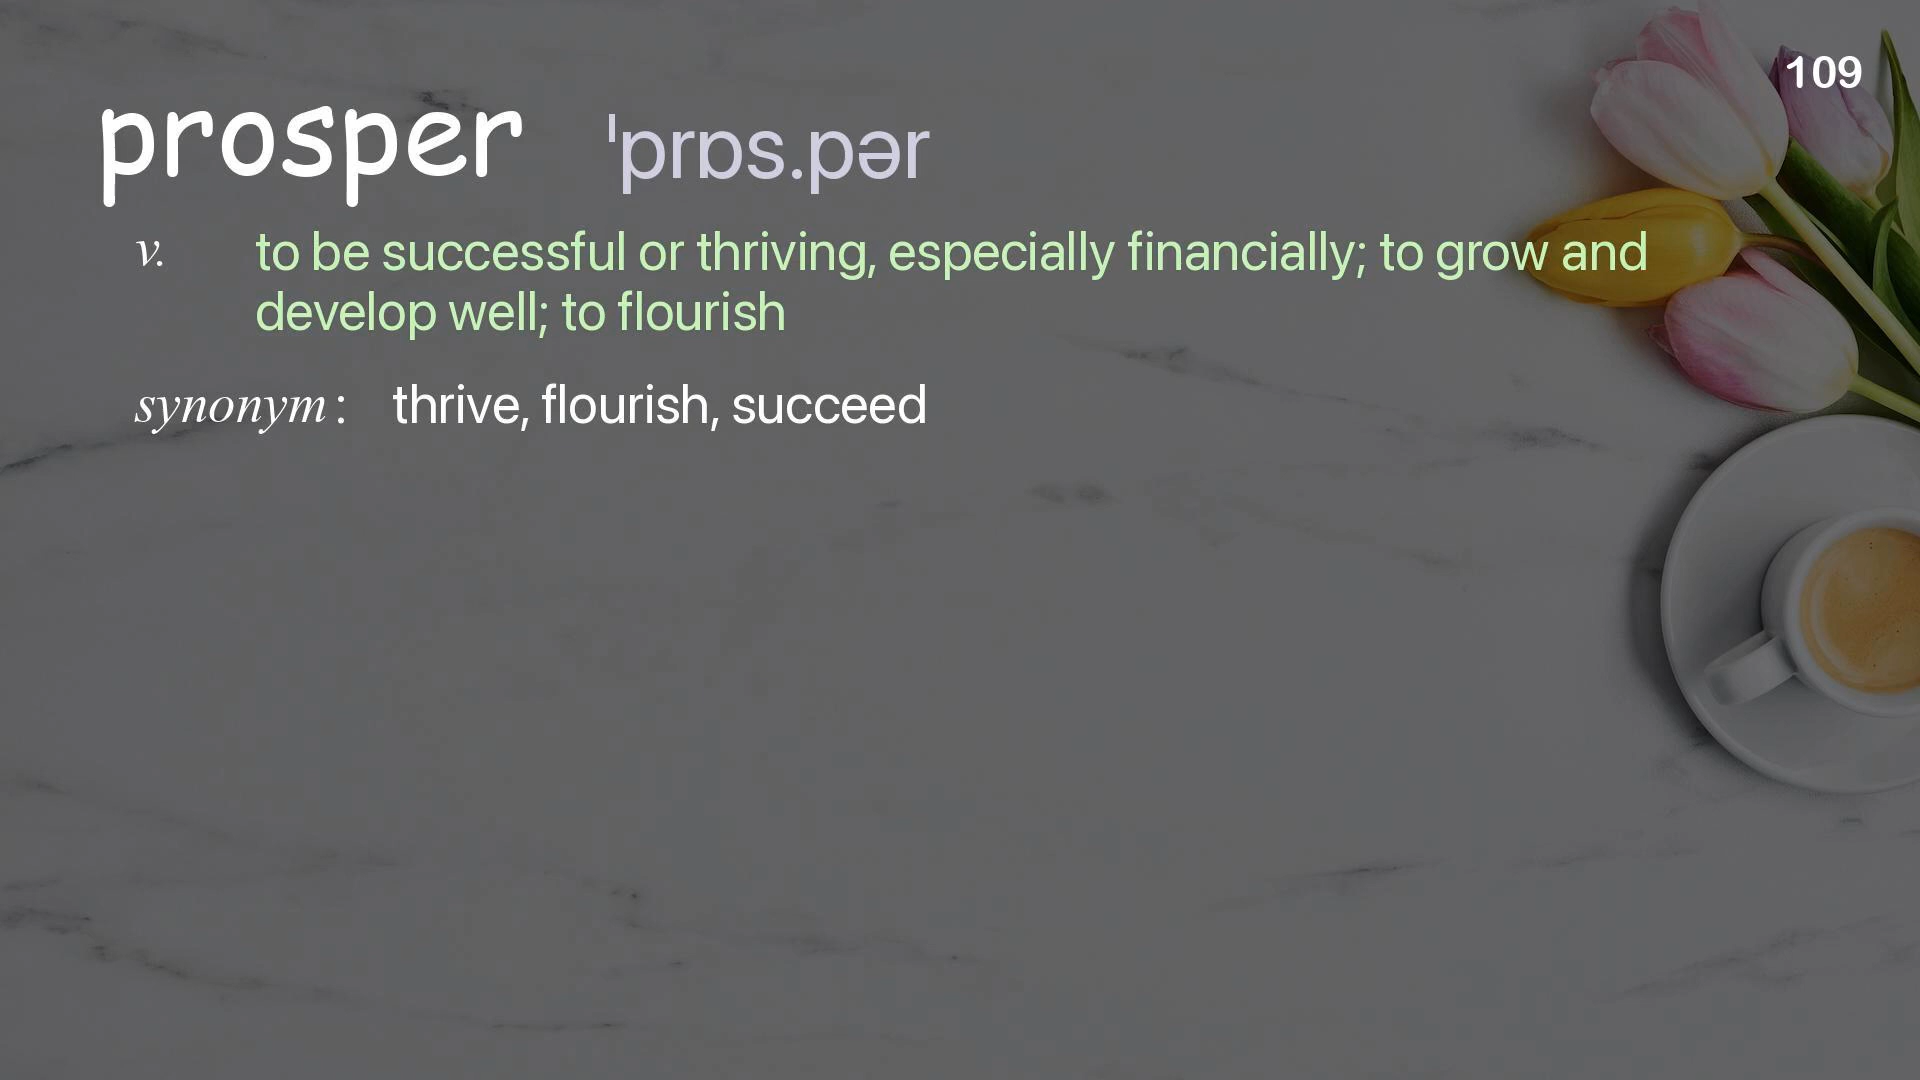 109
prosper ˈprɒs.pər
v. to be successful or thriving, especially financially; to grow and
develop well; to flourish
synonym : thrive, flourish, succeed